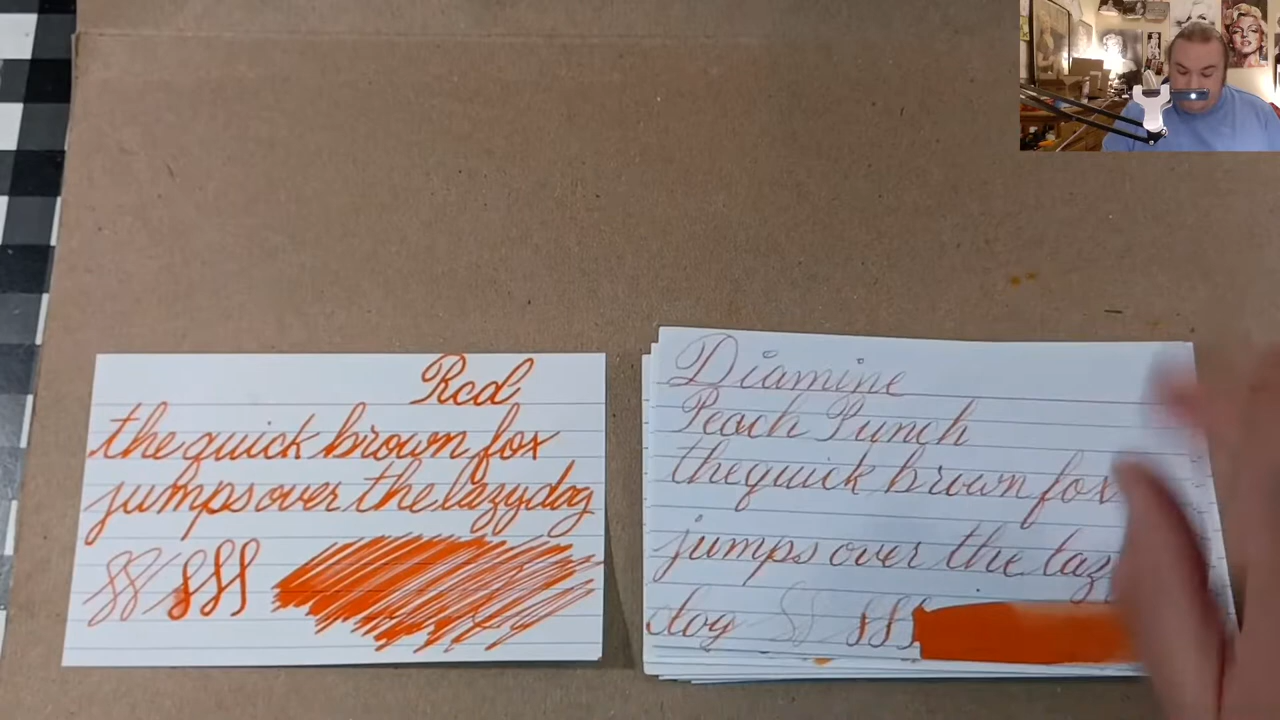 Red
the quick brown fox
jumps over the lazy dog
Diamine
Peach Punch
the quick brown fox
jumps over the laz
dog